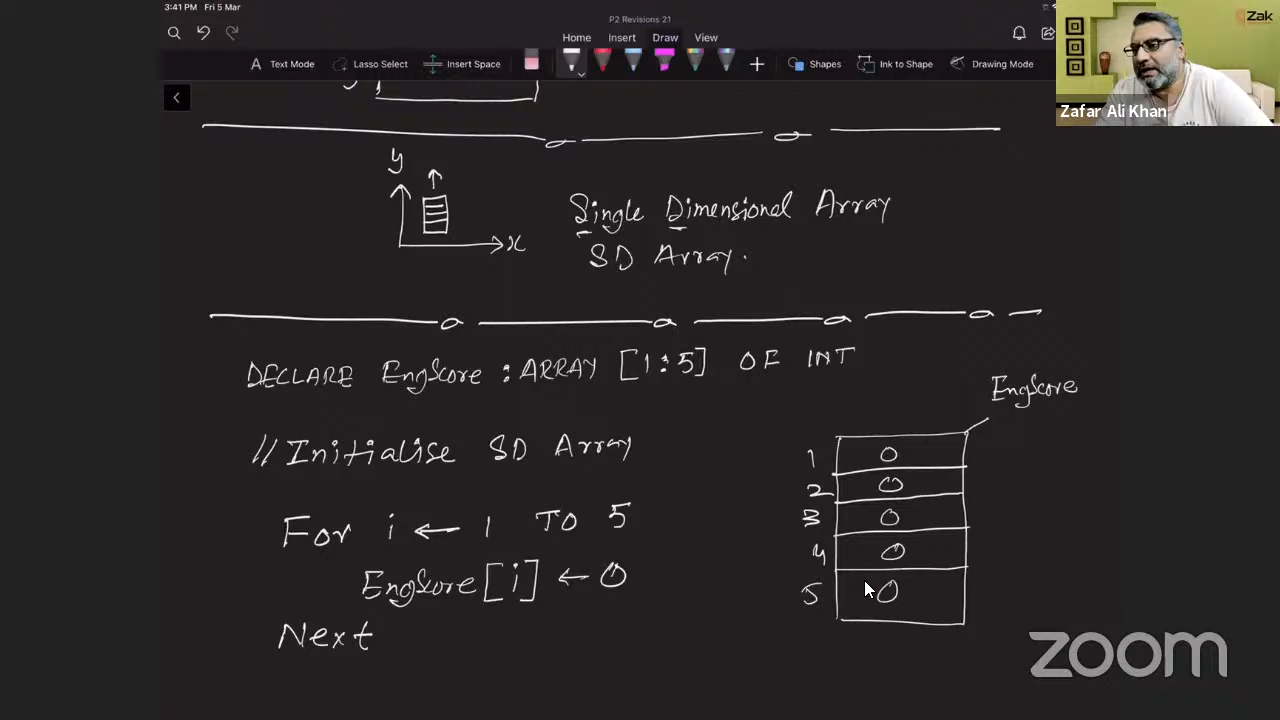 3:41 PM Fri 5 Mar
P2 Revisions 21
Home Insert Draw View
Text Mode Lasso Select Insert Space Shapes Ink to Shape Drawing Mode
Zak
Zafar Ali Khan
y
y
x
Single Dimensional Array
SD Array.
DECLARE EngScore : ARRAY [1:5] OF INT
EngScore
// Initialise SD Array
For i ← 1 TO 5
EngScore[i] ← 0
Next
1 0
2 0
3 0
4 0
5 0
zoom